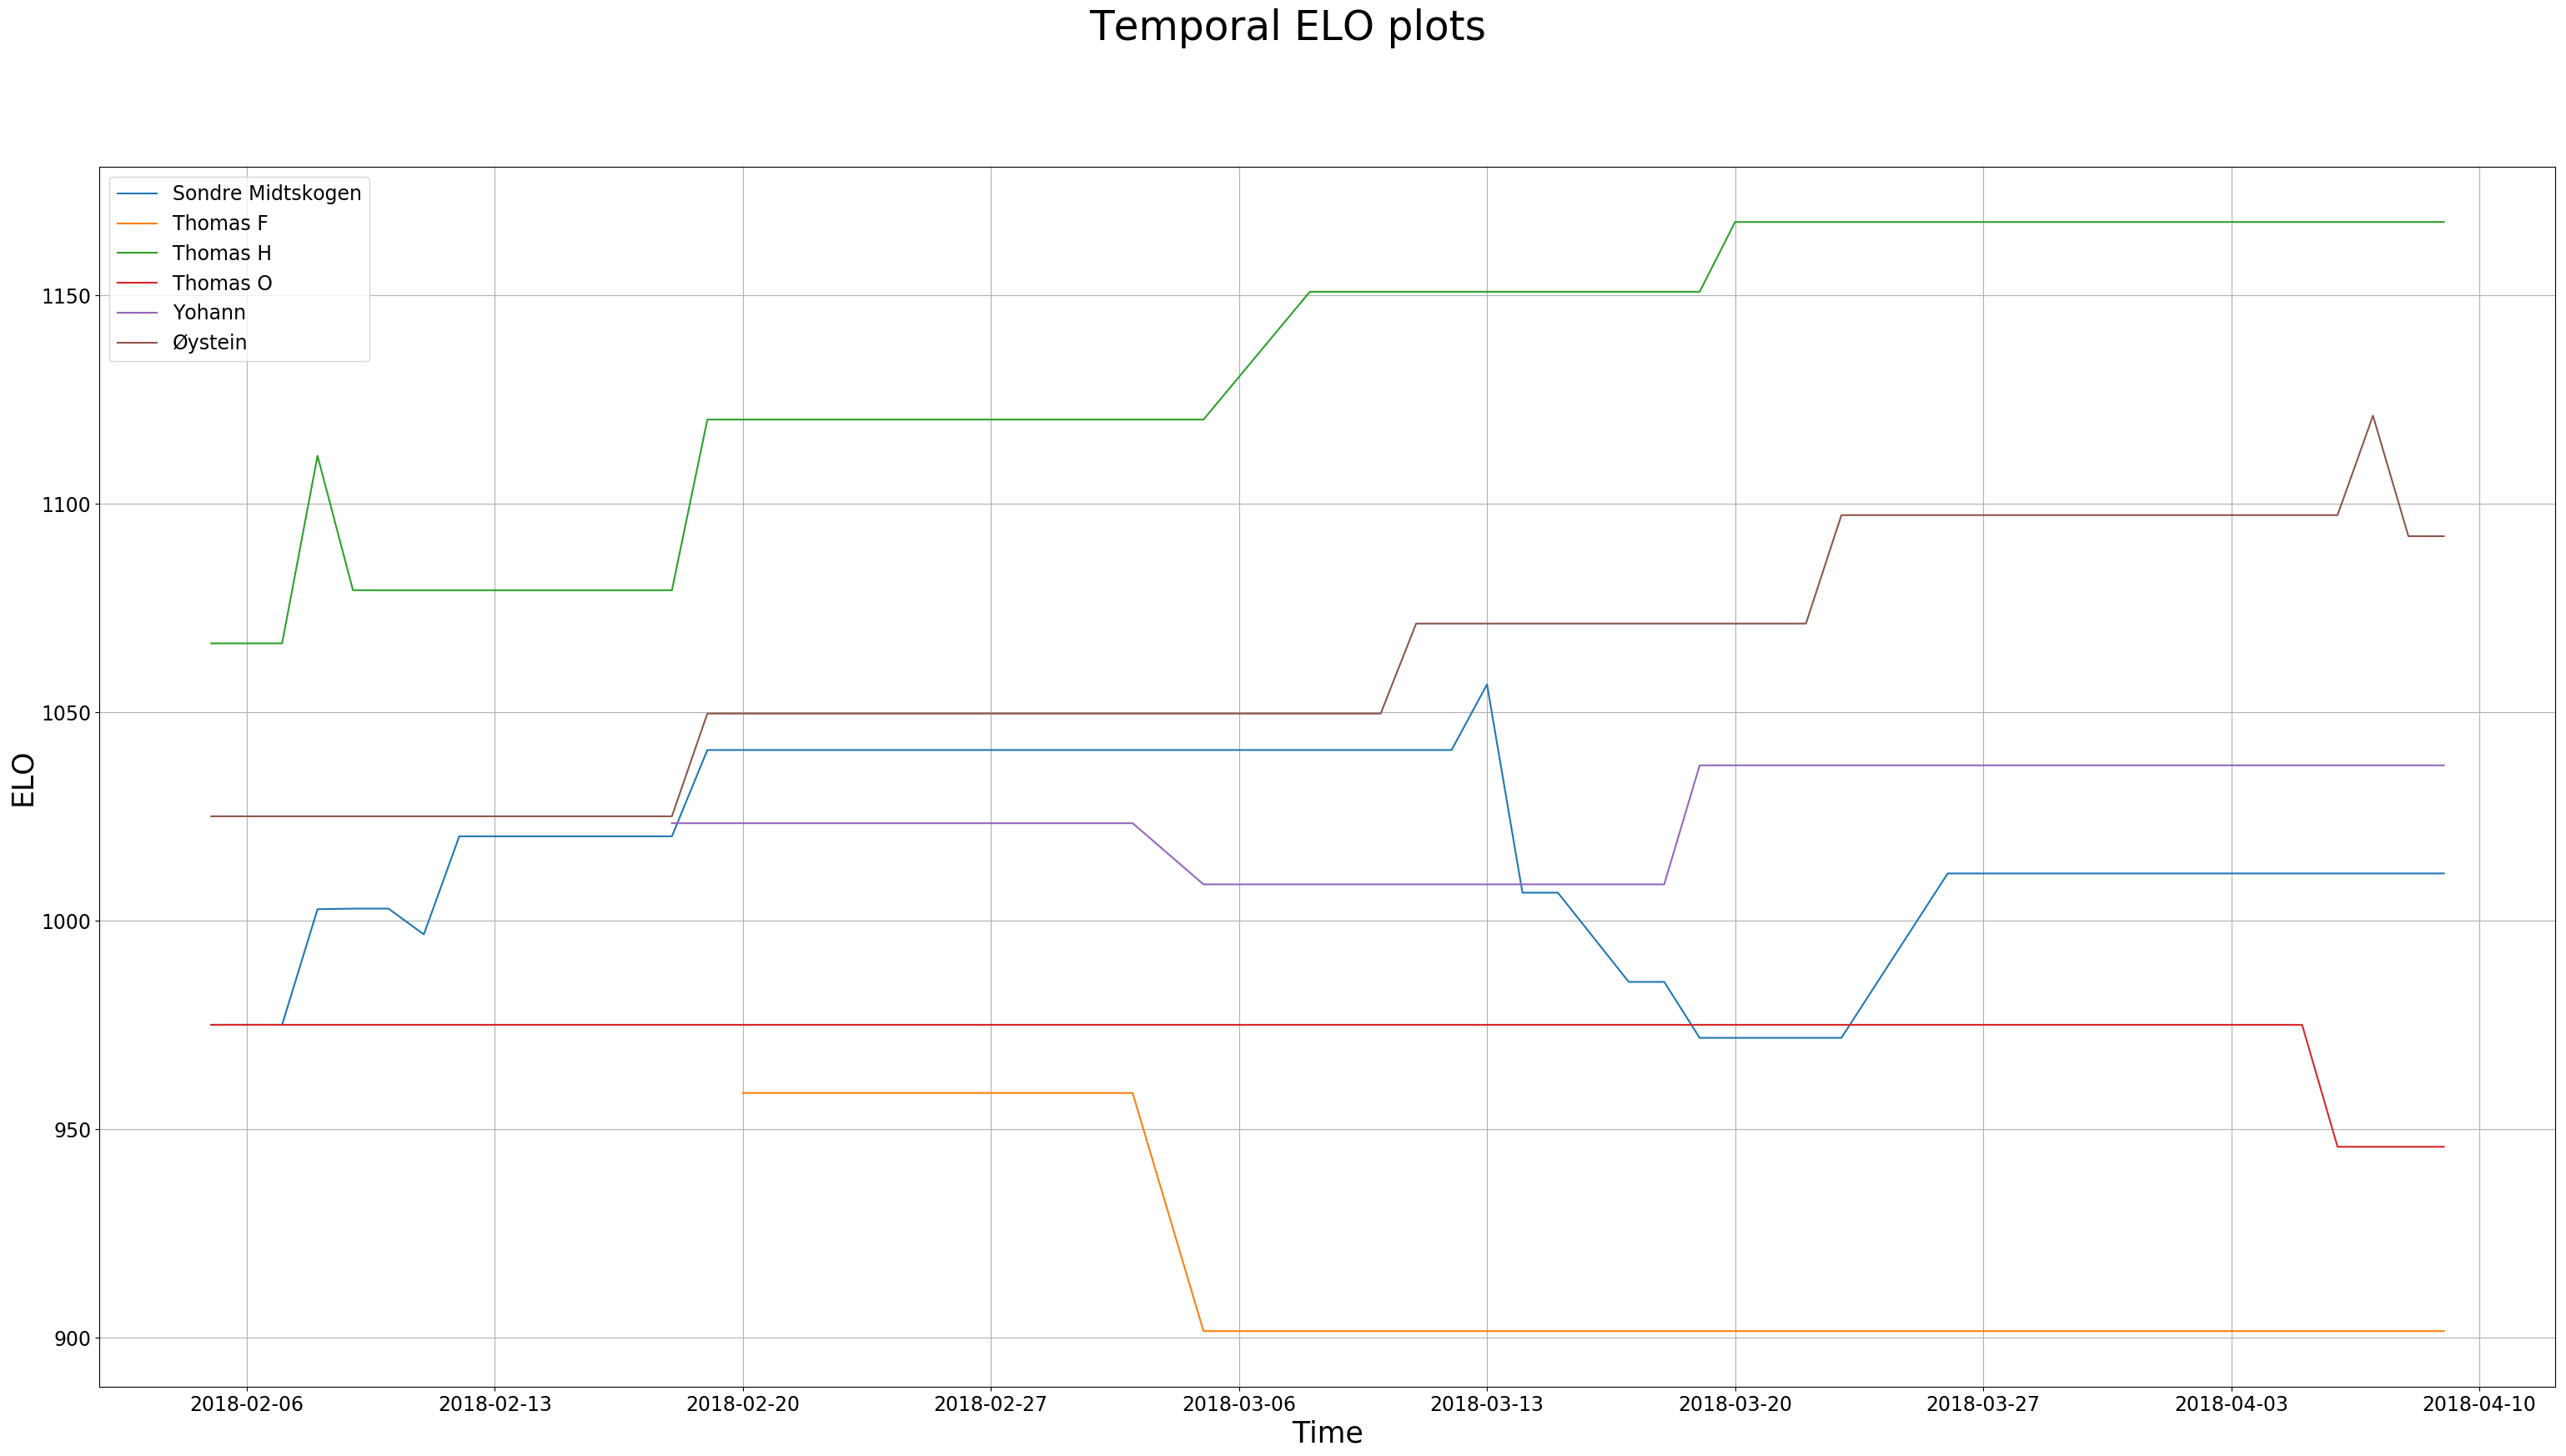 Temporal ELO plots
Sondre Midtskogen
Thomas F
Thomas H
Thomas O
Yohann
Øystein
1150
1100
1050
1000
950
900
ELO
2018-02-06 2018-02-13 2018-02-20 2018-02-27 2018-03-06 2018-03-13 2018-03-20 2018-03-27 2018-04-03 2018-04-10
Time